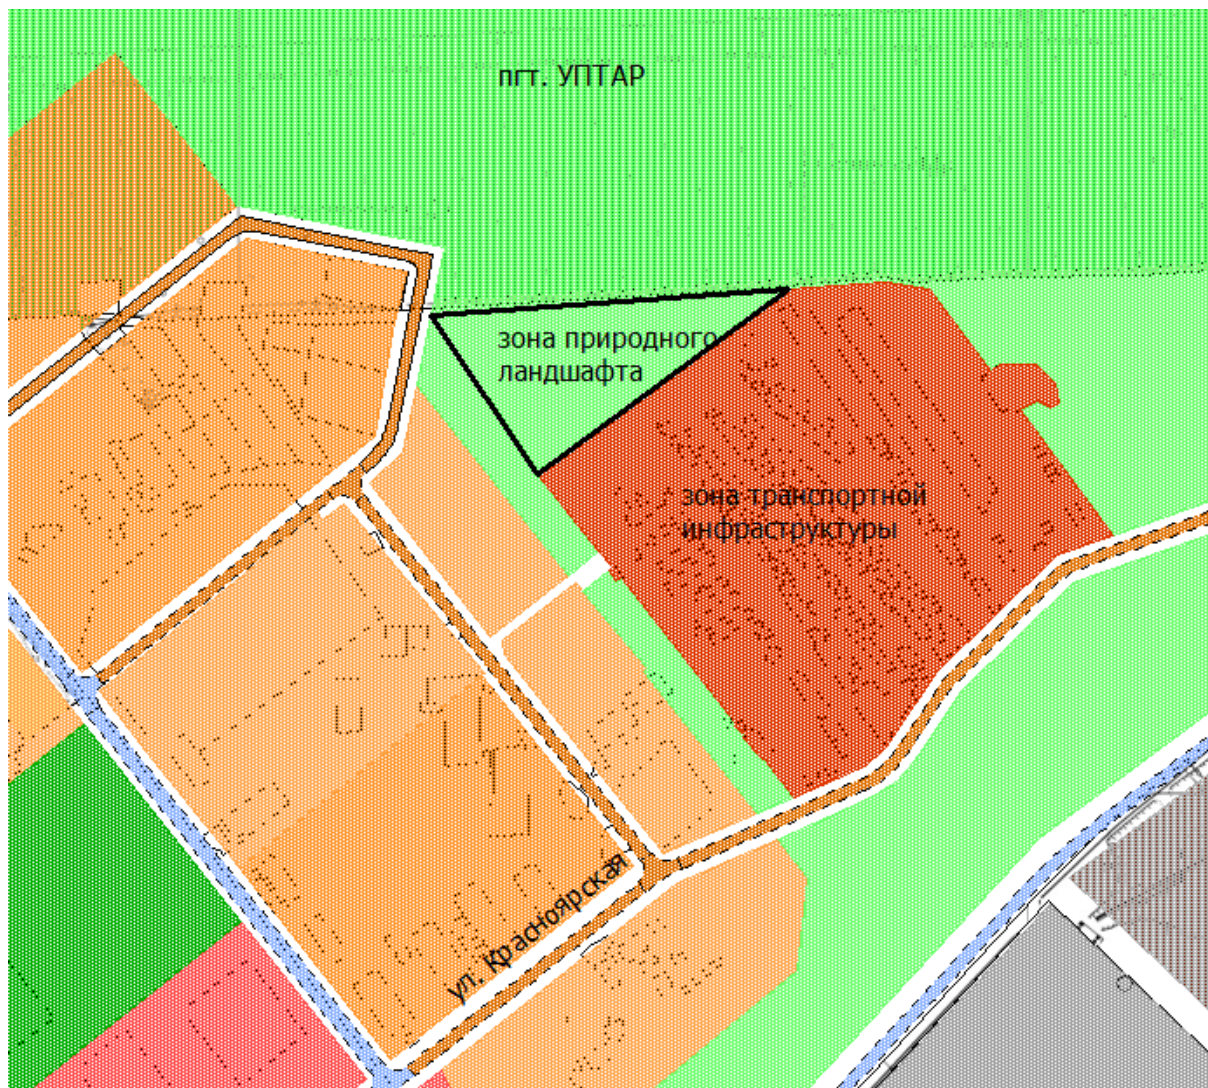 пгт. УПТАР
зона природного
ландшафта
зона транспортной
инфраструктуры
ул. Красноярская